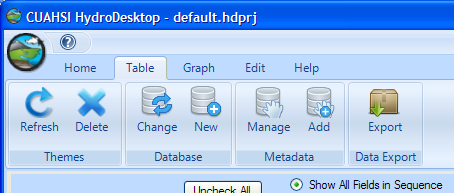 CUAHSI HydroDesktop - default.hdprj
Home Table Graph Edit Help
Refresh Delete Change New Manage Add Export
Themes Database Metadata Data Export
Uncheck All Show All Fields in Sequence